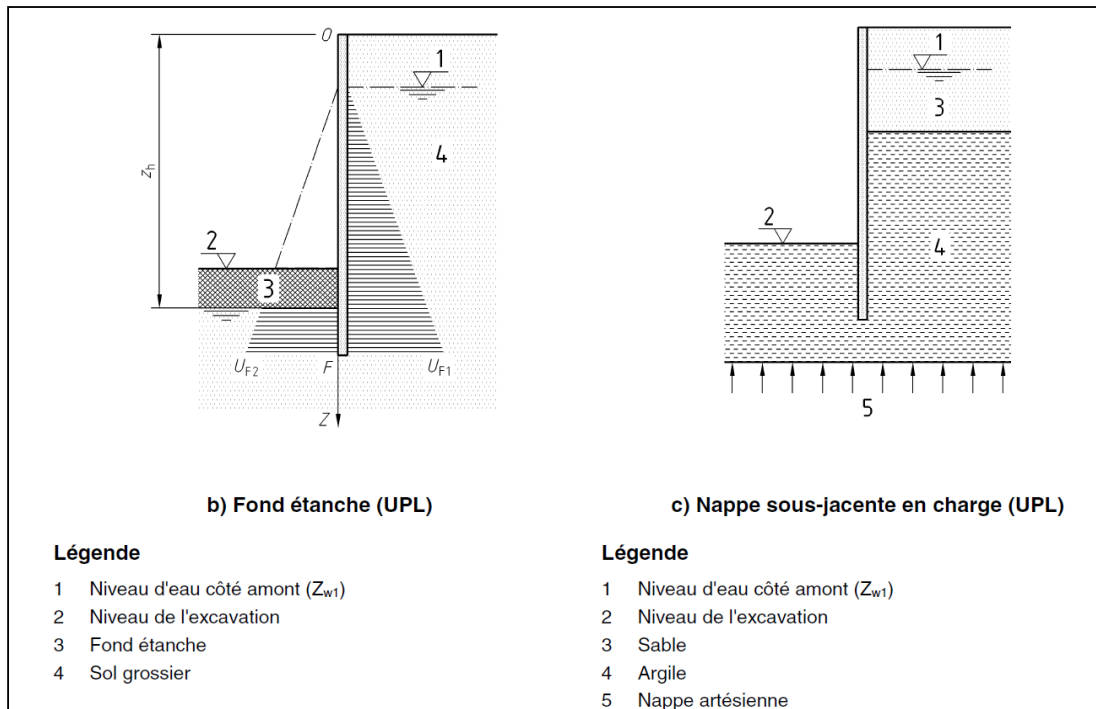 O
1
z_h
4
2
3
U_F2
F
U_F1
Z
1
3
2
4
5
b) Fond étanche (UPL)
Légende
1 Niveau d'eau côté amont (Z_w1)
2 Niveau de l'excavation
3 Fond étanche
4 Sol grossier
c) Nappe sous-jacente en charge (UPL)
Légende
1 Niveau d'eau côté amont (Z_w1)
2 Niveau de l'excavation
3 Sable
4 Argile
5 Nappe artésienne